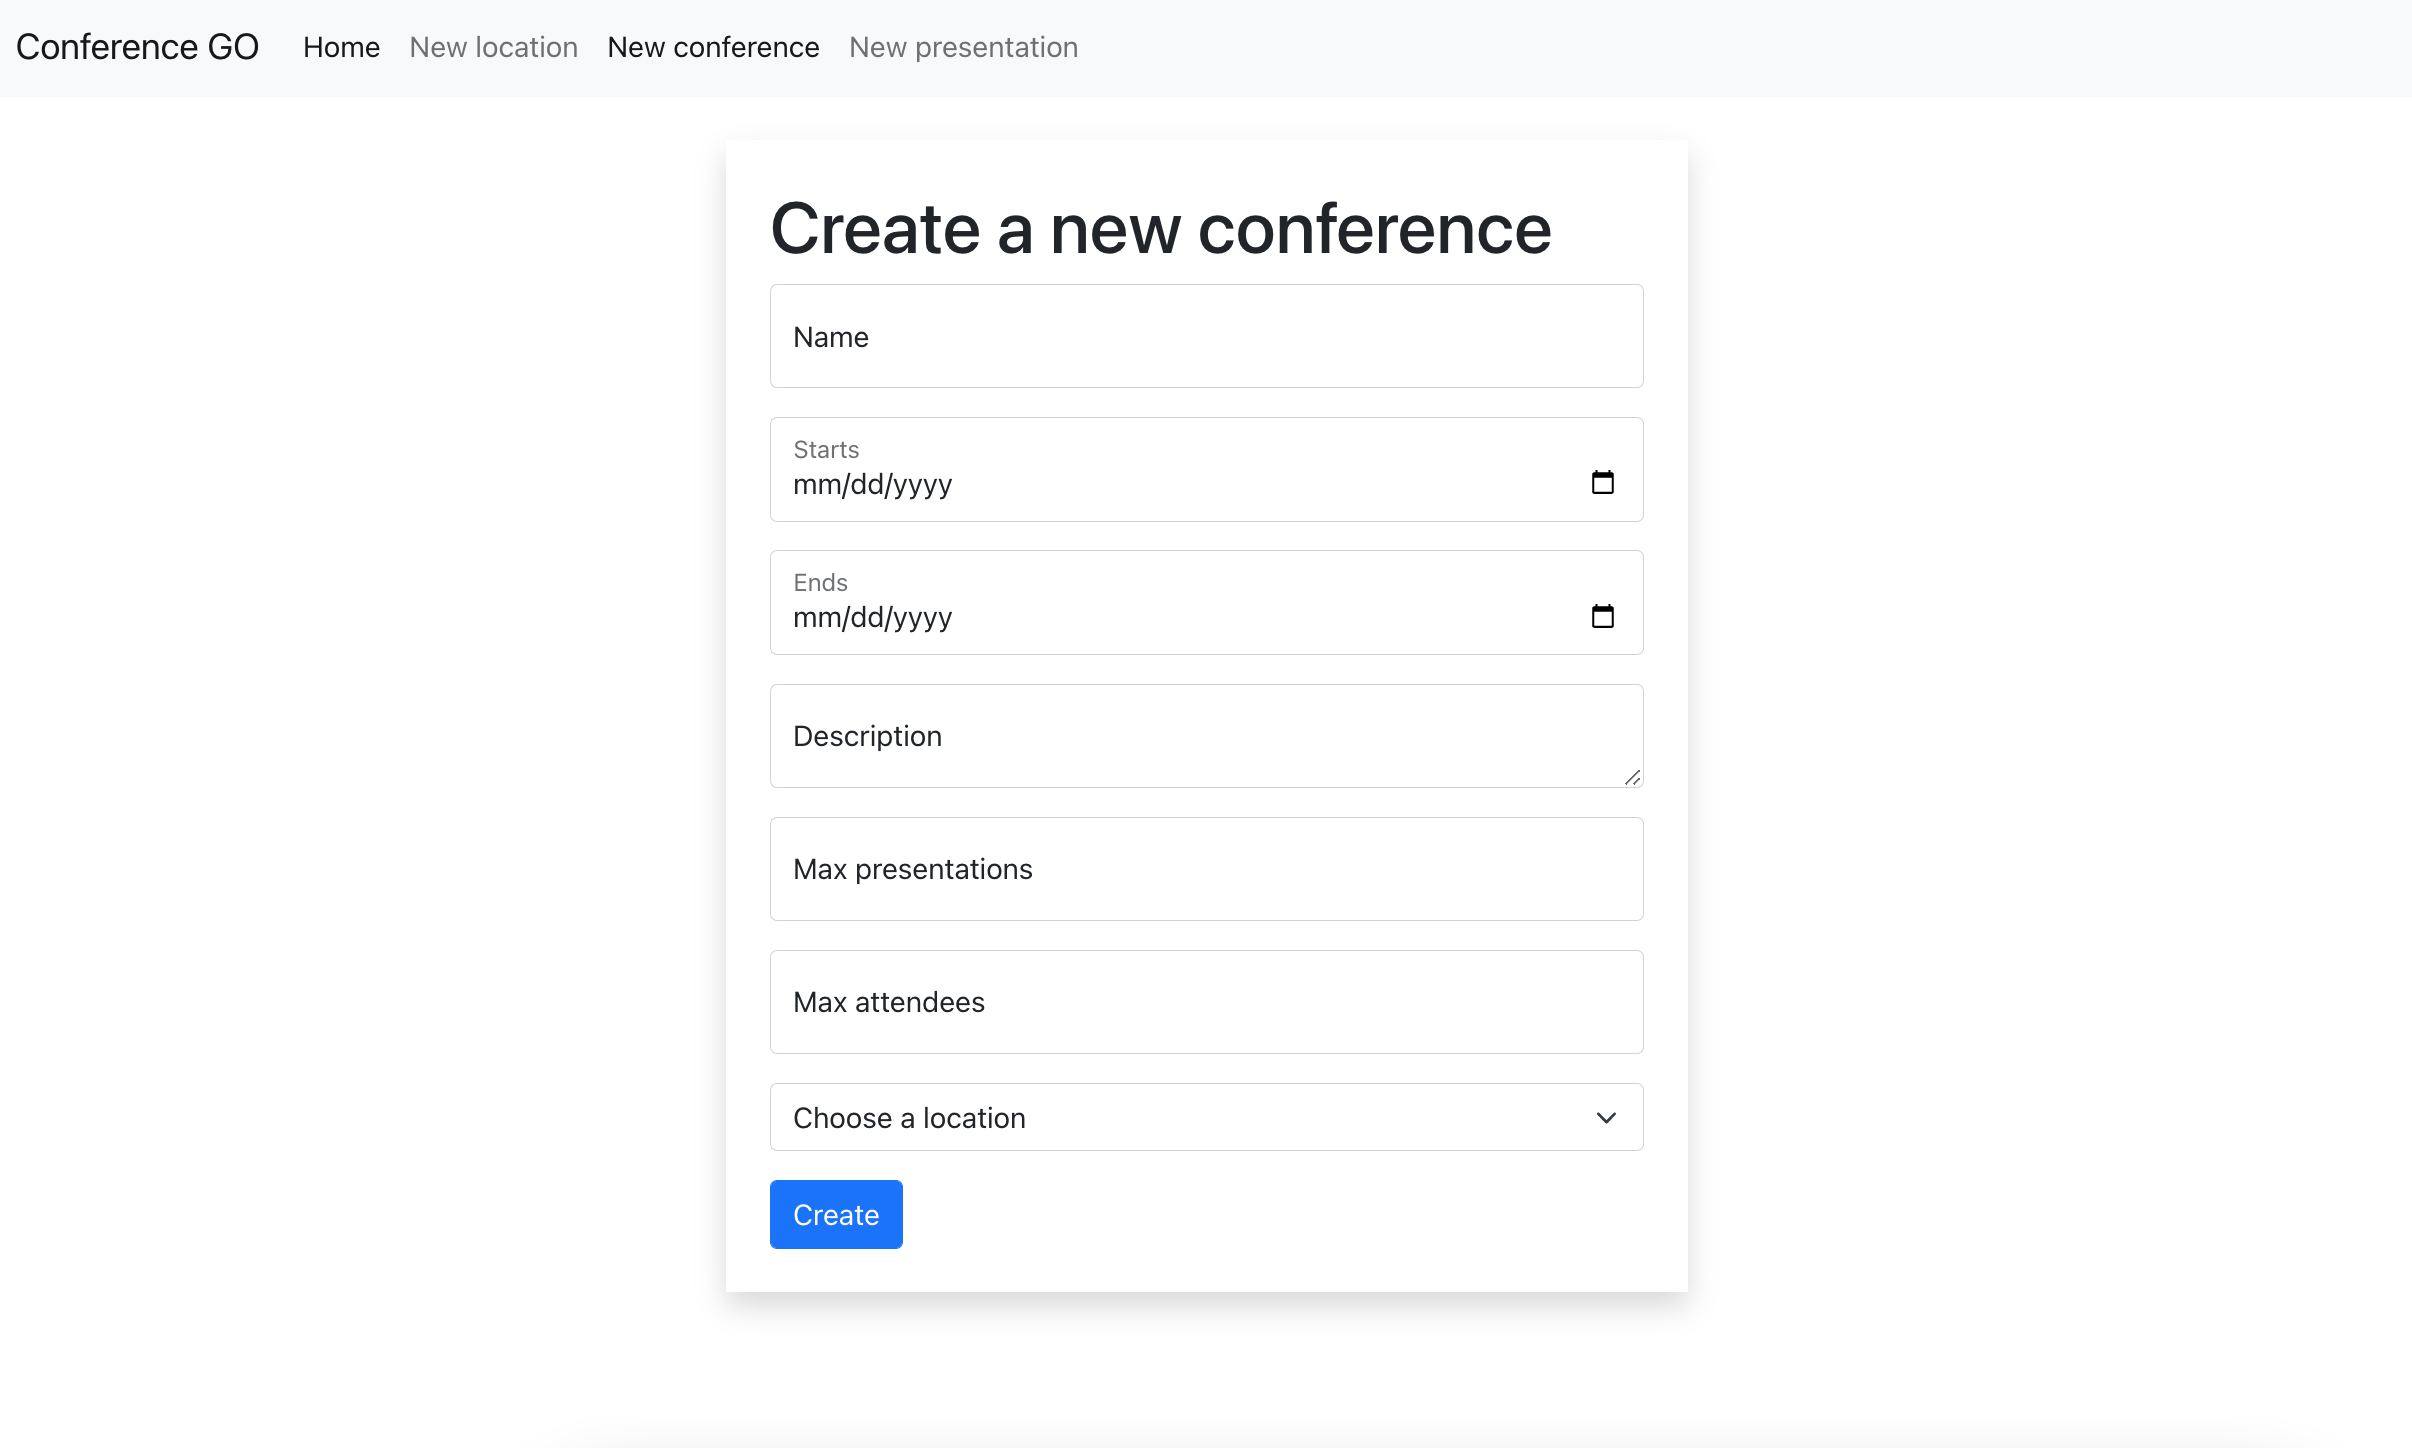 Conference GO Home New location New conference New presentation
Create a new conference
Name
Starts
mm/dd/yyyy
Ends
mm/dd/yyyy
Description
Max presentations
Max attendees
Choose a location
Create